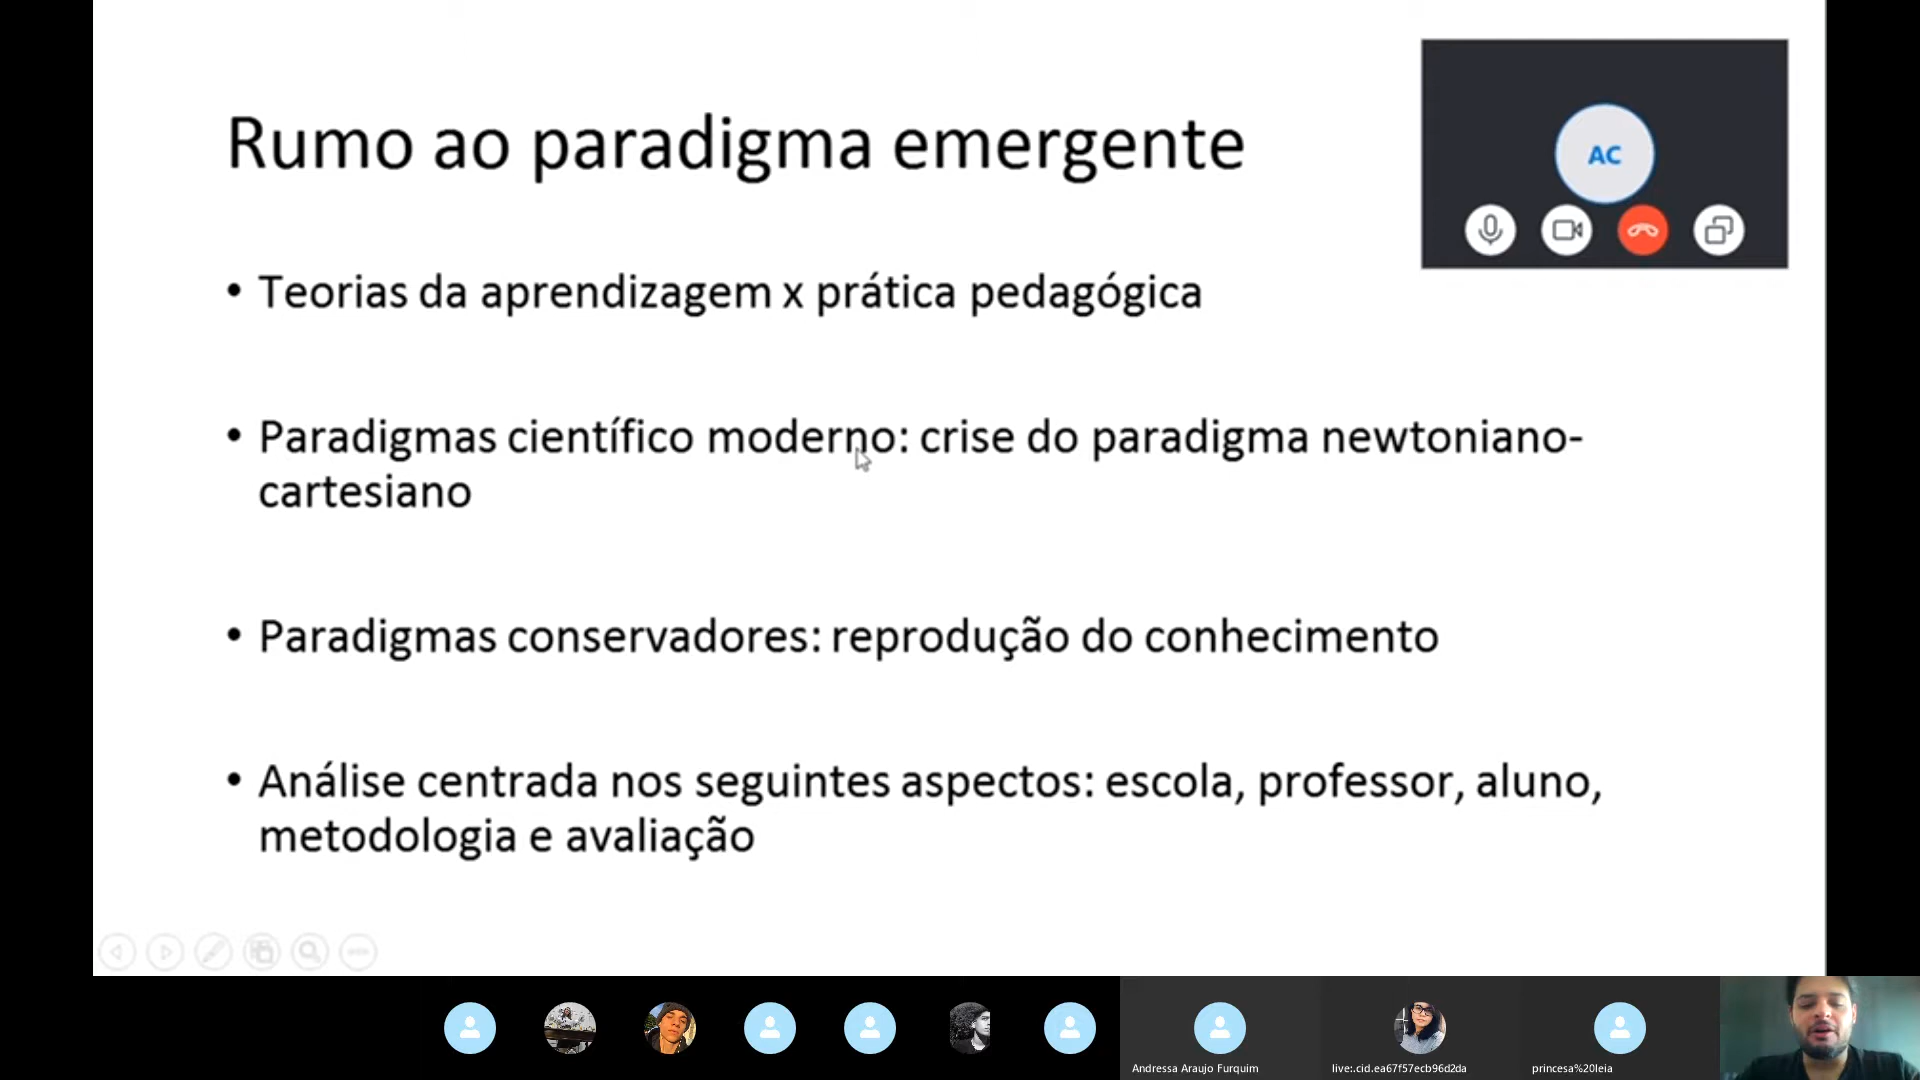 Rumo ao paradigma emergente
AC
• Teorias da aprendizagem x prática pedagógica
• Paradigmas científico moderno: crise do paradigma newtoniano-
cartesiano
• Paradigmas conservadores: reprodução do conhecimento
• Análise centrada nos seguintes aspectos: escola, professor, aluno,
metodologia e avaliação
Andressa Araujo Furquim
live:.cid.ea67f57ecb96d2da
princesa%20leia